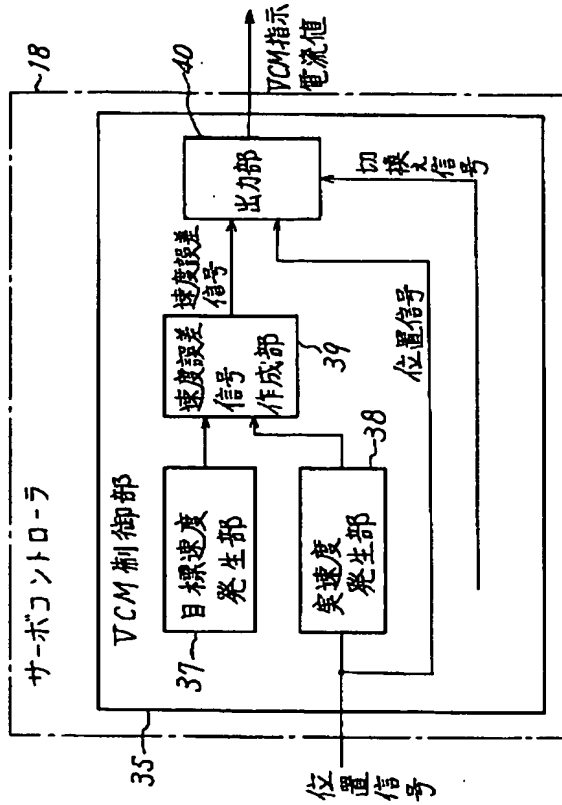 サーボコントローラ
~18
VCM制御部
35
目標速度
発生部
37
実速度
発生部
38
速度誤差
信号
作成部
39
速度誤差
信号
出力部
40
VCM指示
電流値
切換え信号
位置信号
位置信号